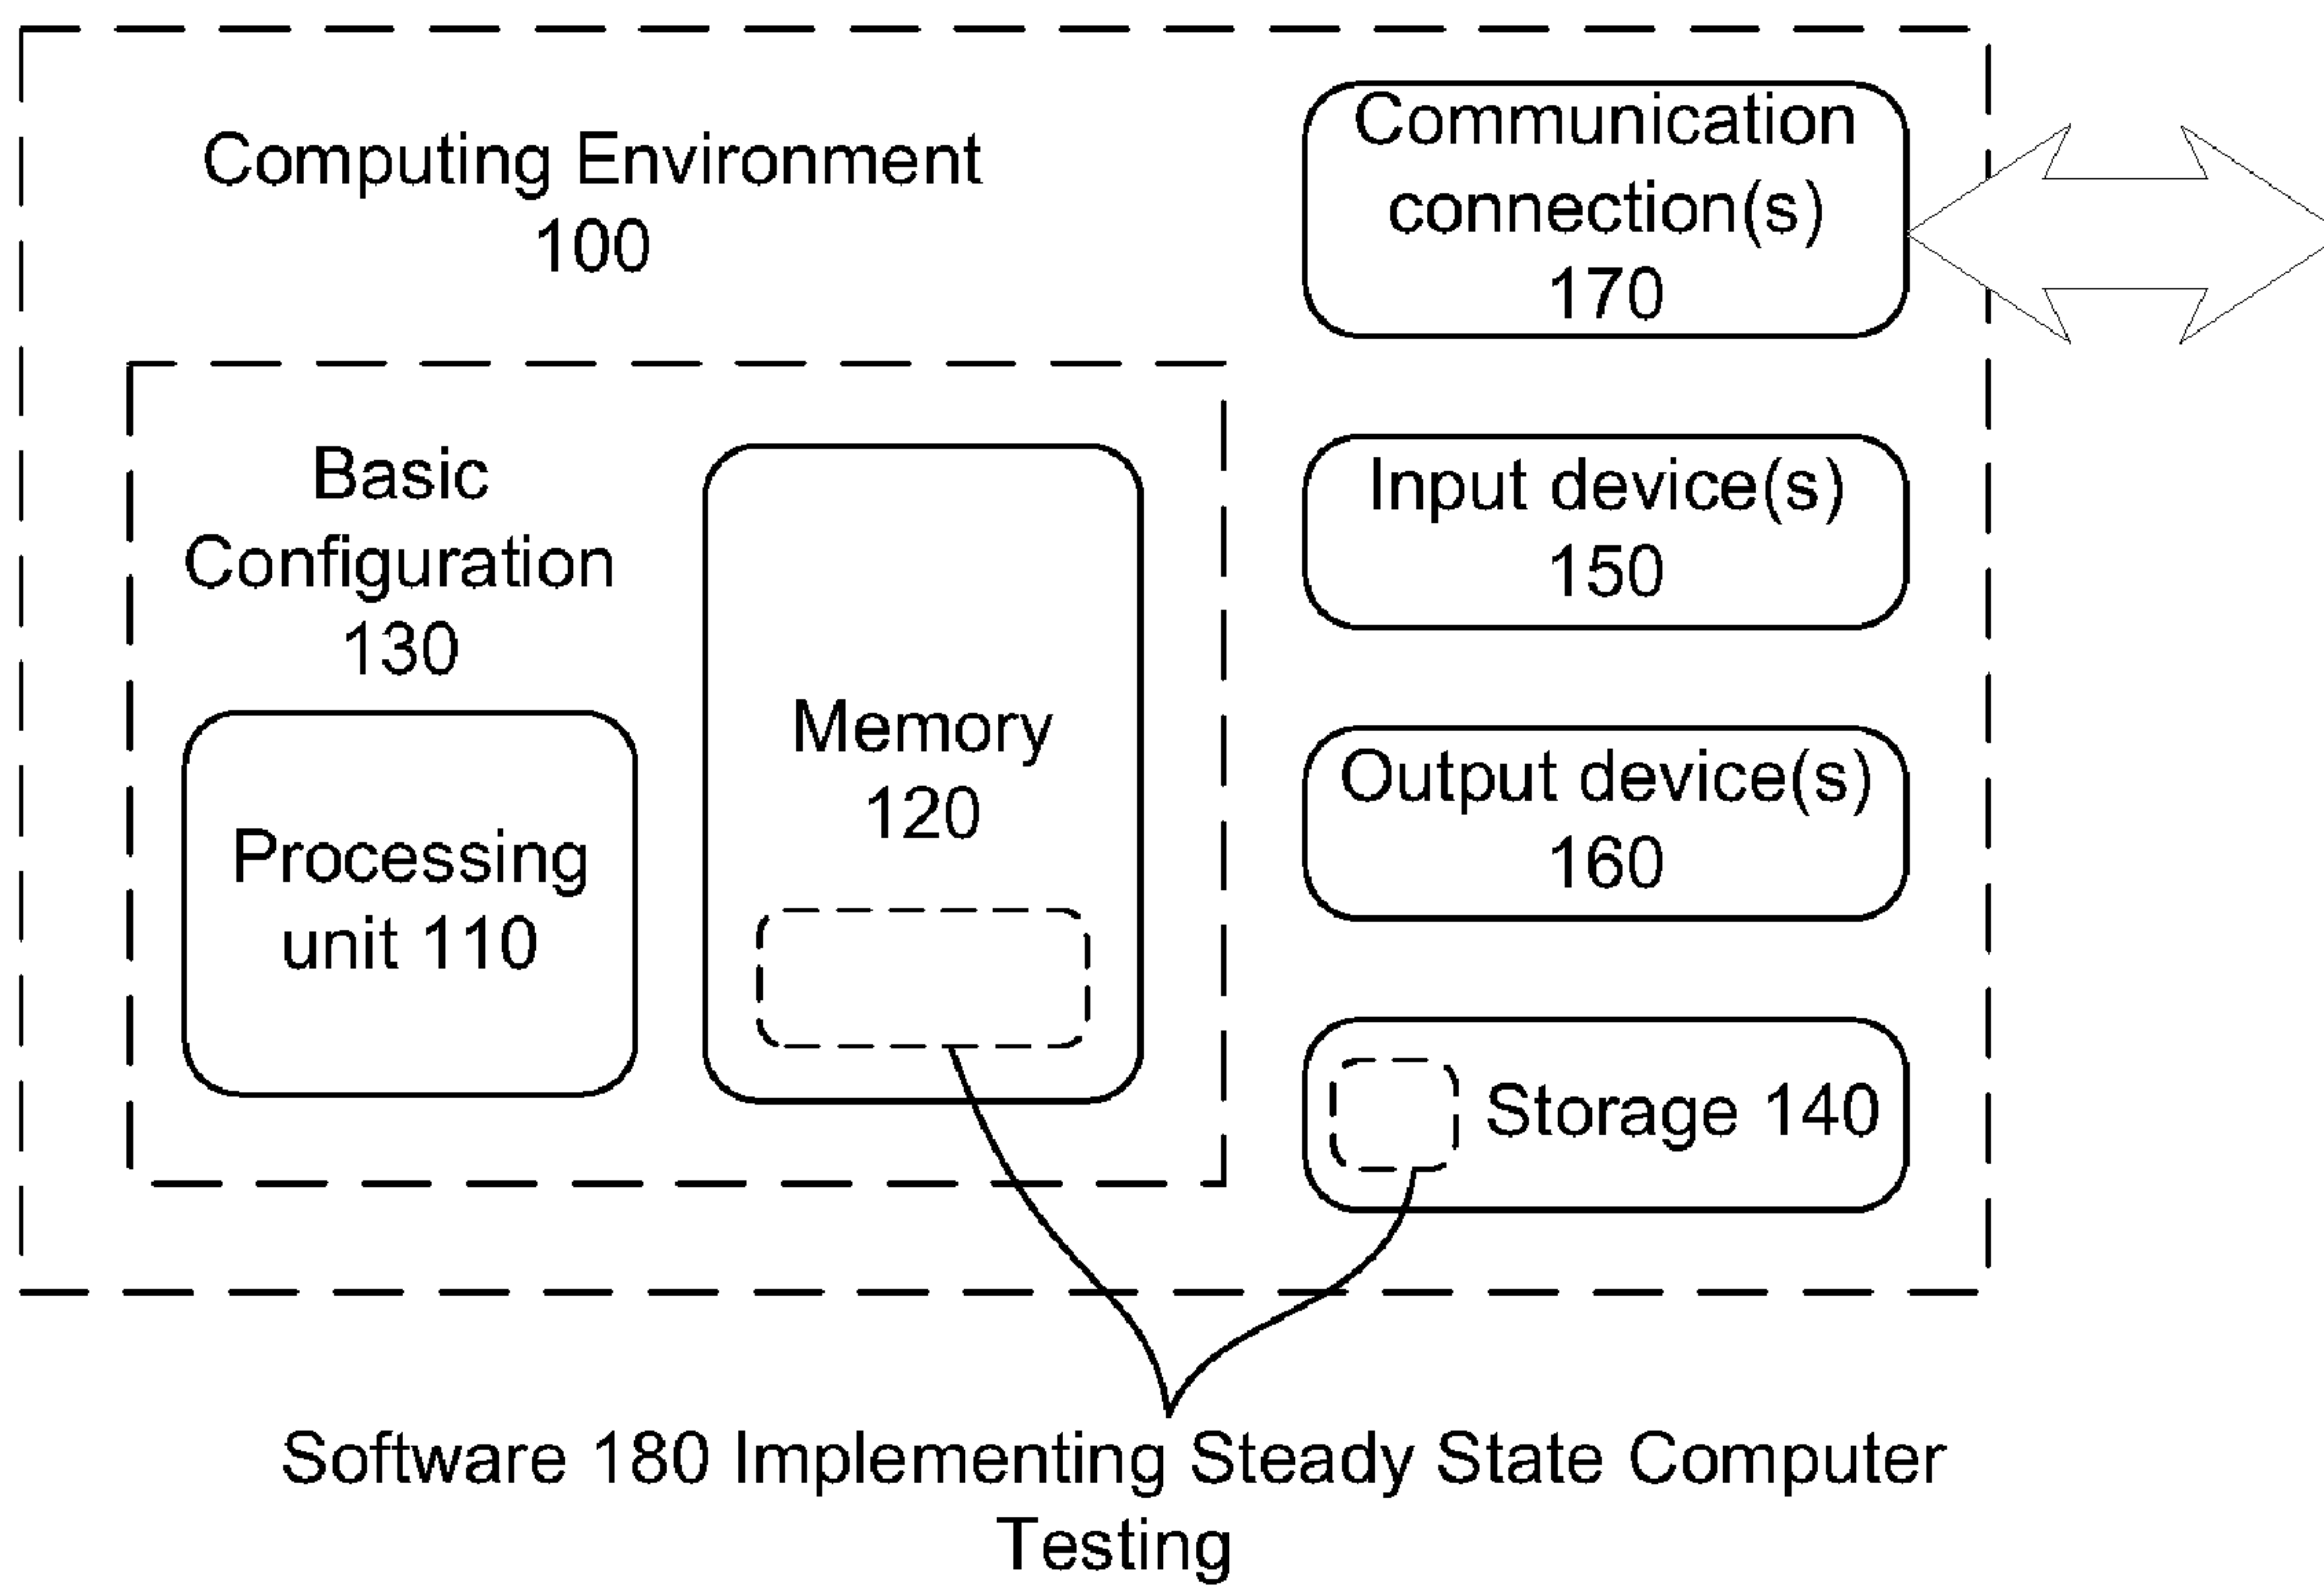 Computing Environment
100
Communication
connection(s)
170
Basic
Configuration
130
Processing
unit 110
Memory
120
Input device(s)
150
Output device(s)
160
Storage 140
Software 180 Implementing Steady State Computer
Testing